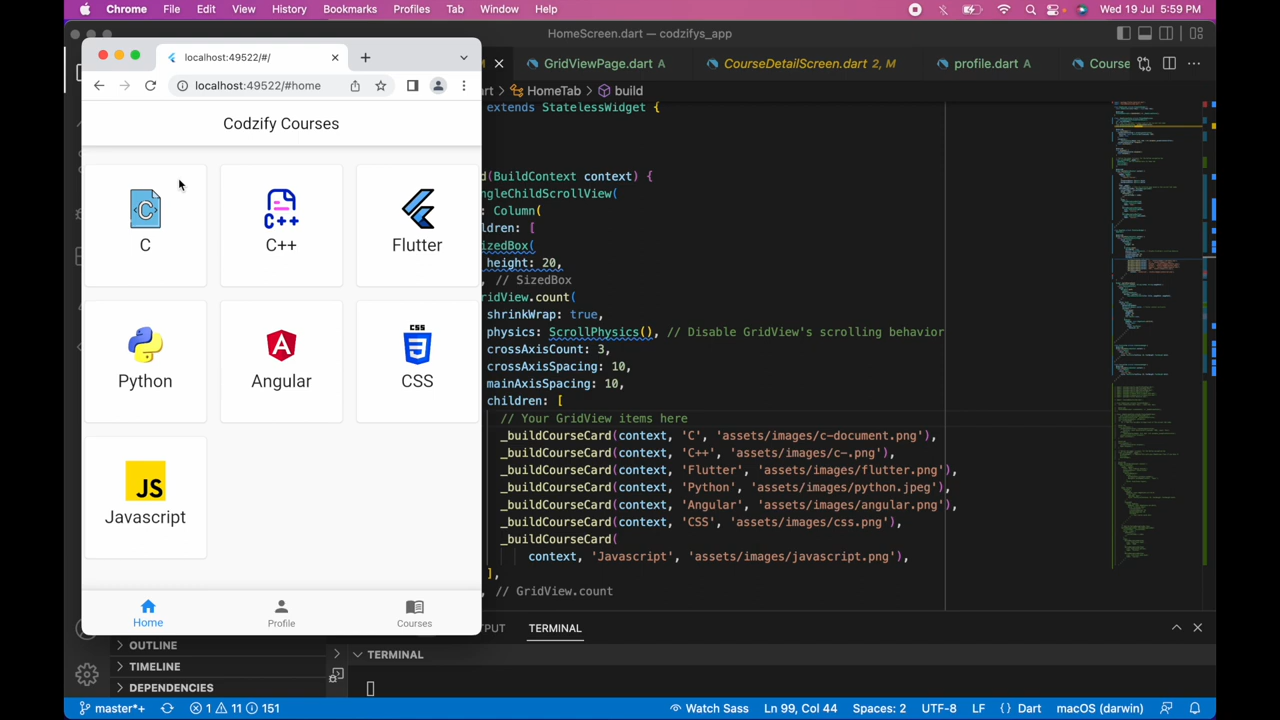 Chrome File Edit View History Bookmarks Profiles Tab Window Help Wed 19 Jul 5:59 PM
HomeScreen.dart — codzifys_app
localhost:49522/#/
GridViewPage.dart A
CourseDetailScreen.dart 2, M
profile.dart A
Course
localhost:49522/#home
HomeTab > build
Codzify Courses
C
C
C++
C++
Flutter
Python
Angular
CSS
CSS
JS
Javascript
Home
Profile
Courses
extends StatelessWidget {
d(BuildContext context) {
ngleChildScrollView(
: Column(
ldren: [
izedBox(
height: 20,
, // SizedBox
ridView.count(
shrinkWrap: true,
physics: ScrollPhysics(), // Disable GridView's scrolling behavior
crossAxisCount: 3,
crossAxisSpacing: 10,
mainAxisSpacing: 10,
children: [
// Your GridView items here
_buildCourseCard(context, 'C', 'assets/images/c-document.png'),
_buildCourseCard(context, 'C++', 'assets/images/c-.png'),
_buildCourseCard(context, 'Flutter', 'assets/images/flutter.png'),
_buildCourseCard(context, 'Python', 'assets/images/python.jpeg'),
_buildCourseCard(context, 'Angular', 'assets/images/angular.png'),
_buildCourseCard(context, 'CSS', 'assets/images/css.png'),
_buildCourseCard(
context, 'Javascript', 'assets/images/javascript.png'),
],
, // GridView.count
PUT TERMINAL
OUTLINE
TIMELINE
DEPENDENCIES
TERMINAL
master*+ 1 11 151 Watch Sass Ln 99, Col 44 Spaces: 2 UTF-8 LF {} Dart macOS (darwin)